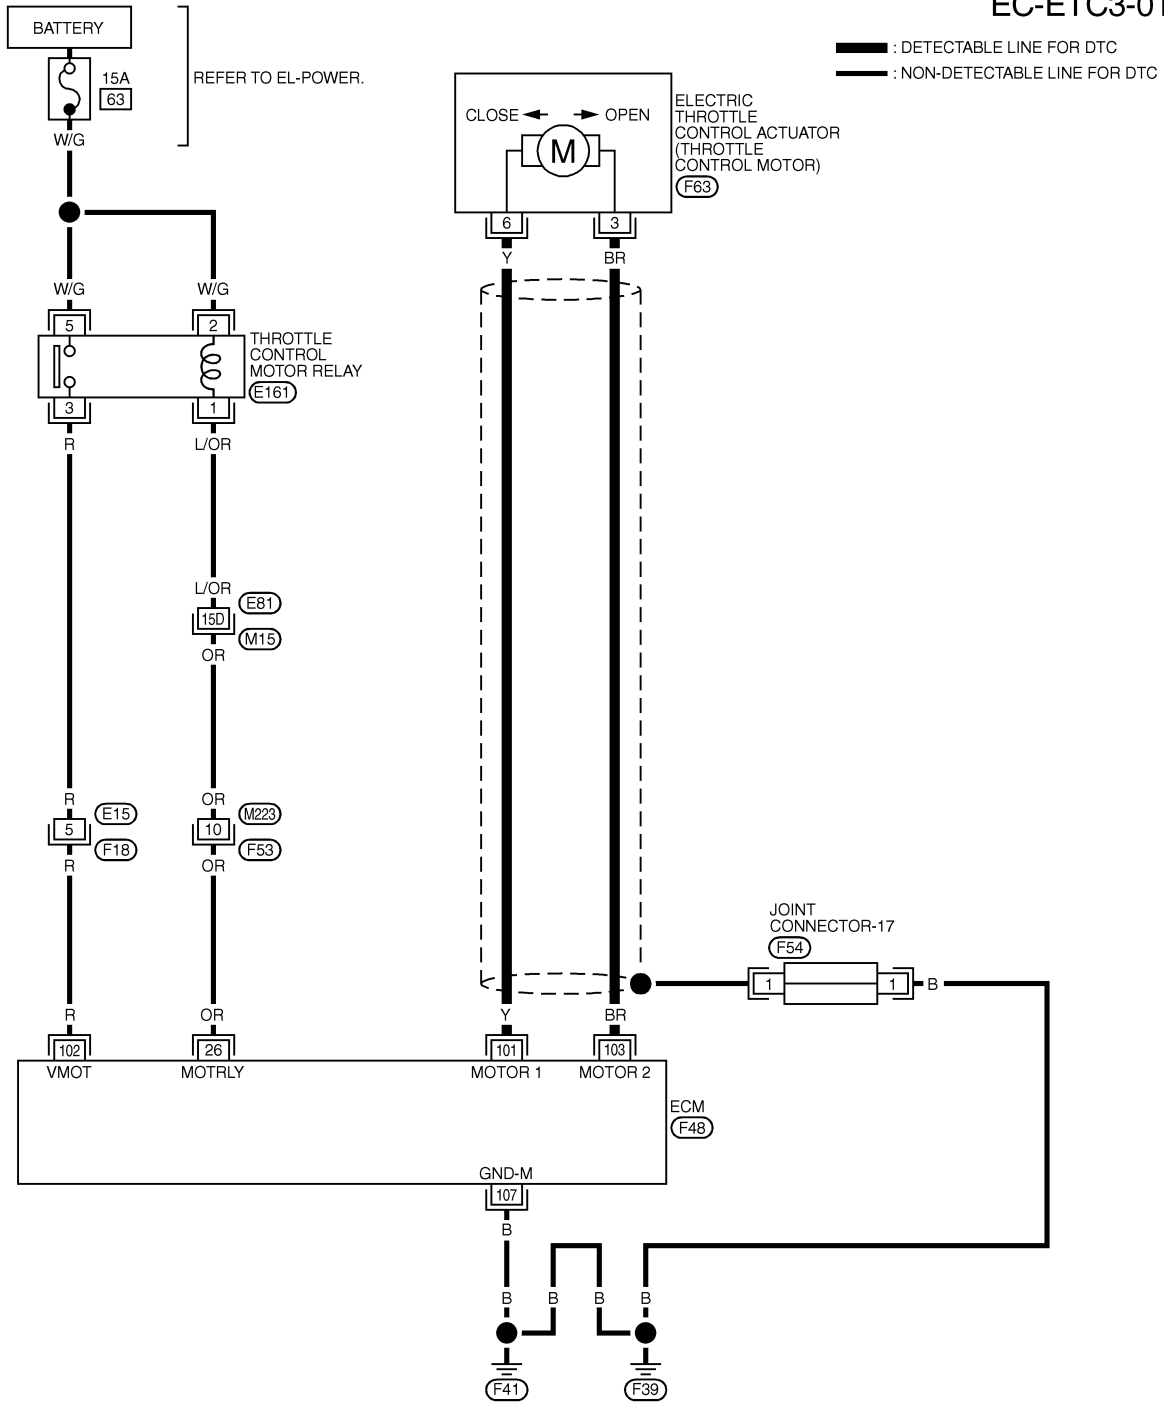 EC-ETC3-01
BATTERY
: DETECTABLE LINE FOR DTC
: NON-DETECTABLE LINE FOR DTC
15A
63
REFER TO EL-POWER.
W/G
CLOSE
OPEN
M
ELECTRIC
THROTTLE
CONTROL ACTUATOR
(THROTTLE
CONTROL MOTOR)
F63
6
3
Y
BR
W/G
W/G
5
2
THROTTLE
CONTROL
MOTOR RELAY
E161
3
1
R
L/OR
L/OR
E81
15D
M15
OR
R
OR
E15
M223
5
10
F18
F53
R
OR
JOINT
CONNECTOR-17
F54
1
1
B
R
OR
Y
BR
102
26
101
103
VMOT
MOTRLY
MOTOR 1
MOTOR 2
ECM
F48
GND-M
107
B
B
B
B
B
F41
F39